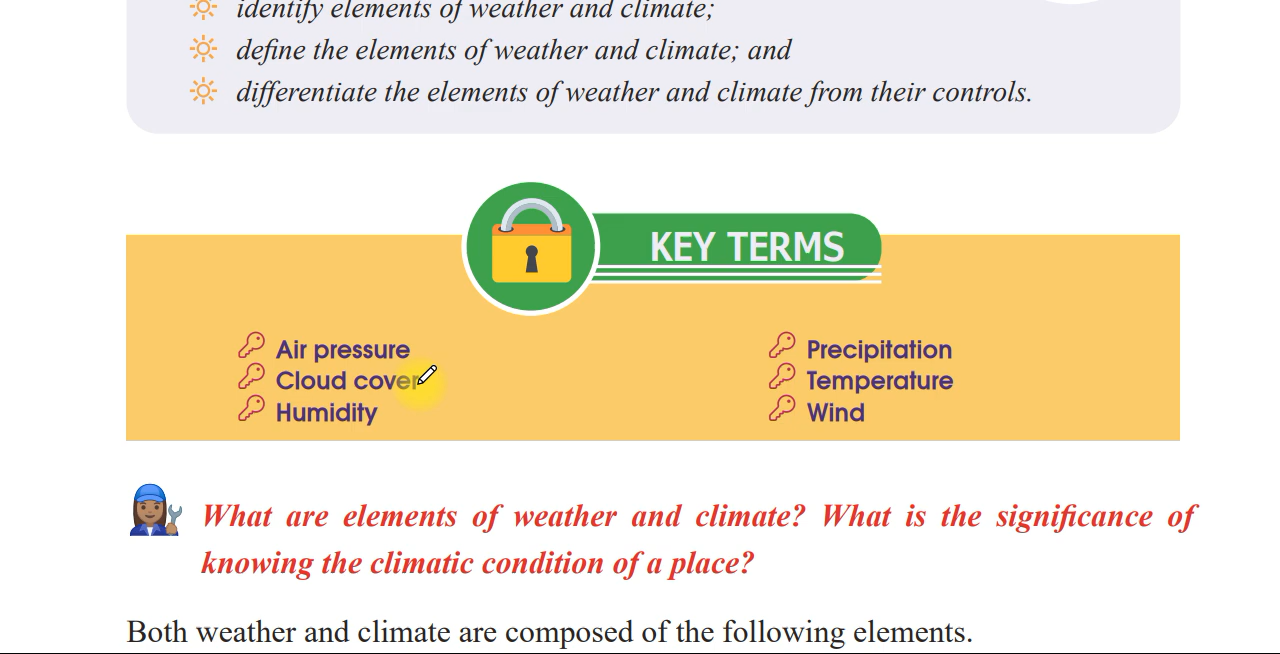 identify elements of weather and climate;
define the elements of weather and climate; and
differentiate the elements of weather and climate from their controls.
KEY TERMS
Air pressure
Cloud cover
Humidity
Precipitation
Temperature
Wind
What are elements of weather and climate? What is the significance of
knowing the climatic condition of a place?
Both weather and climate are composed of the following elements.